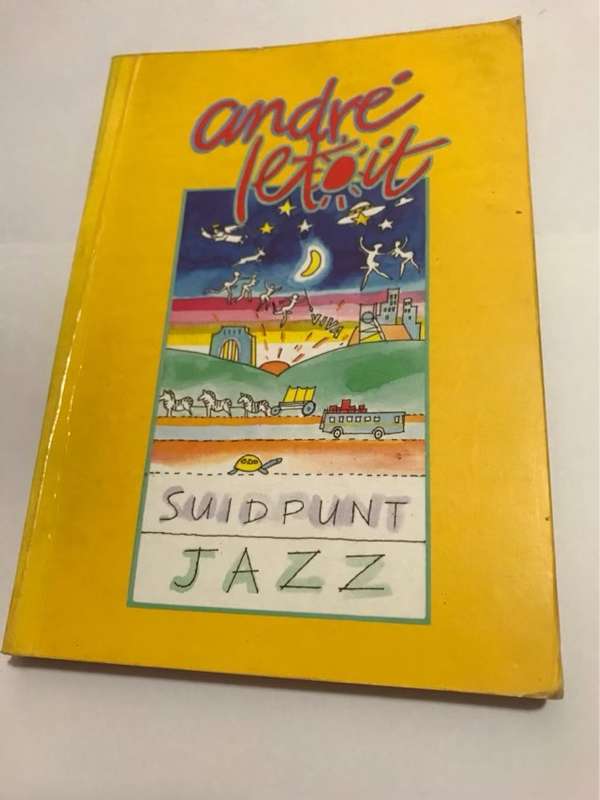 andré
letoit
VIVA
SUIDPUNT
JAZZ